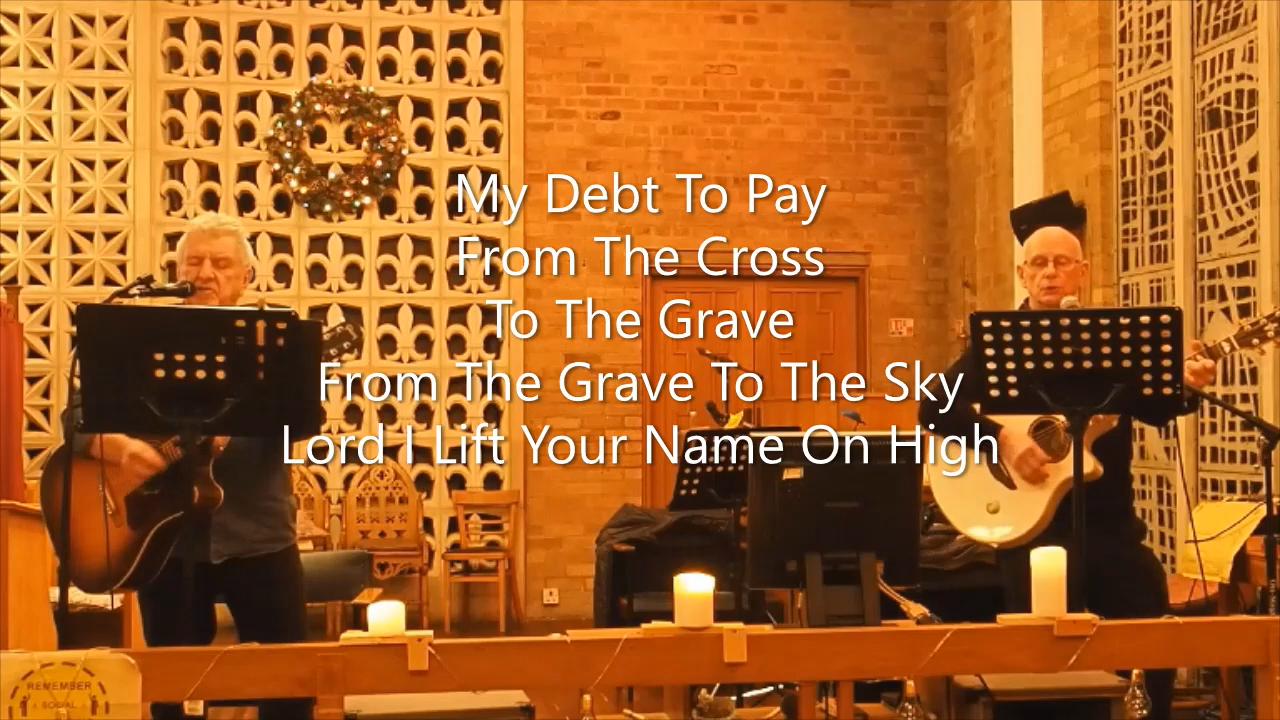 My Debt To Pay
From The Cross
To The Grave
From The Grave To The Sky
Lord I Lift Your Name On High
REMEMBER
SOCIAL